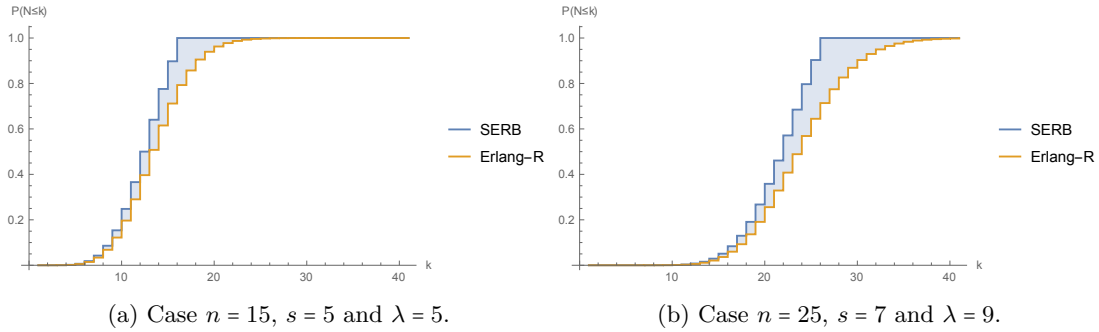 P(N≤k)
1.0
0.8
0.6
0.4
0.2
10
20
30
40
k
SERB
Erlang-R
(a) Case n = 15, s = 5 and λ = 5.
P(N≤k)
1.0
0.8
0.6
0.4
0.2
10
20
30
40
k
SERB
Erlang-R
(b) Case n = 25, s = 7 and λ = 9.